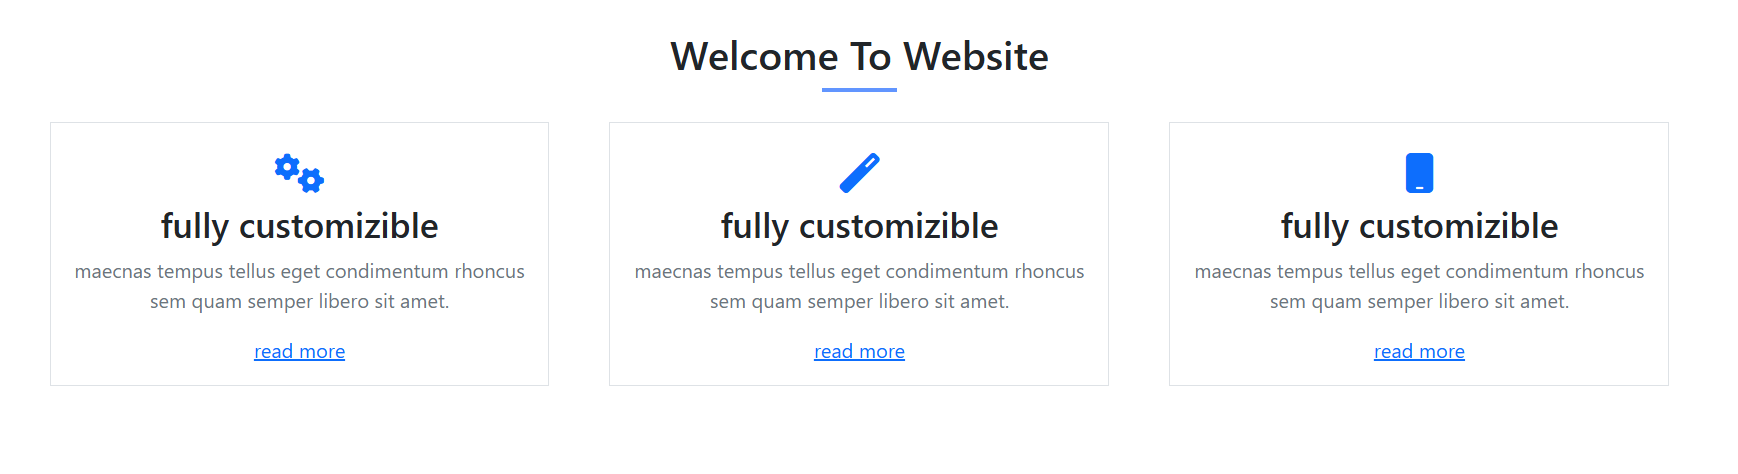 Welcome To Website
fully customizible
maecnas tempus tellus eget condimentum rhoncus
sem quam semper libero sit amet.
read more
fully customizible
maecnas tempus tellus eget condimentum rhoncus
sem quam semper libero sit amet.
read more
fully customizible
maecnas tempus tellus eget condimentum rhoncus
sem quam semper libero sit amet.
read more